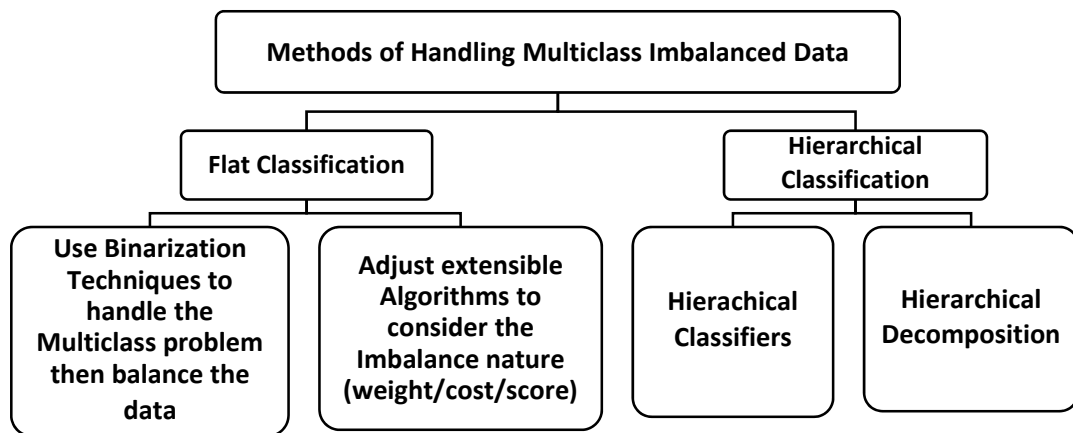 Methods of Handling Multiclass Imbalanced Data
Flat Classification
Hierarchical
Classification
Use Binarization
Techniques to
handle the
Multiclass problem
then balance the
data
Adjust extensible
Algorithms to
consider the
Imbalance nature
(weight/cost/score)
Hierachical
Classifiers
Hierarchical
Decomposition